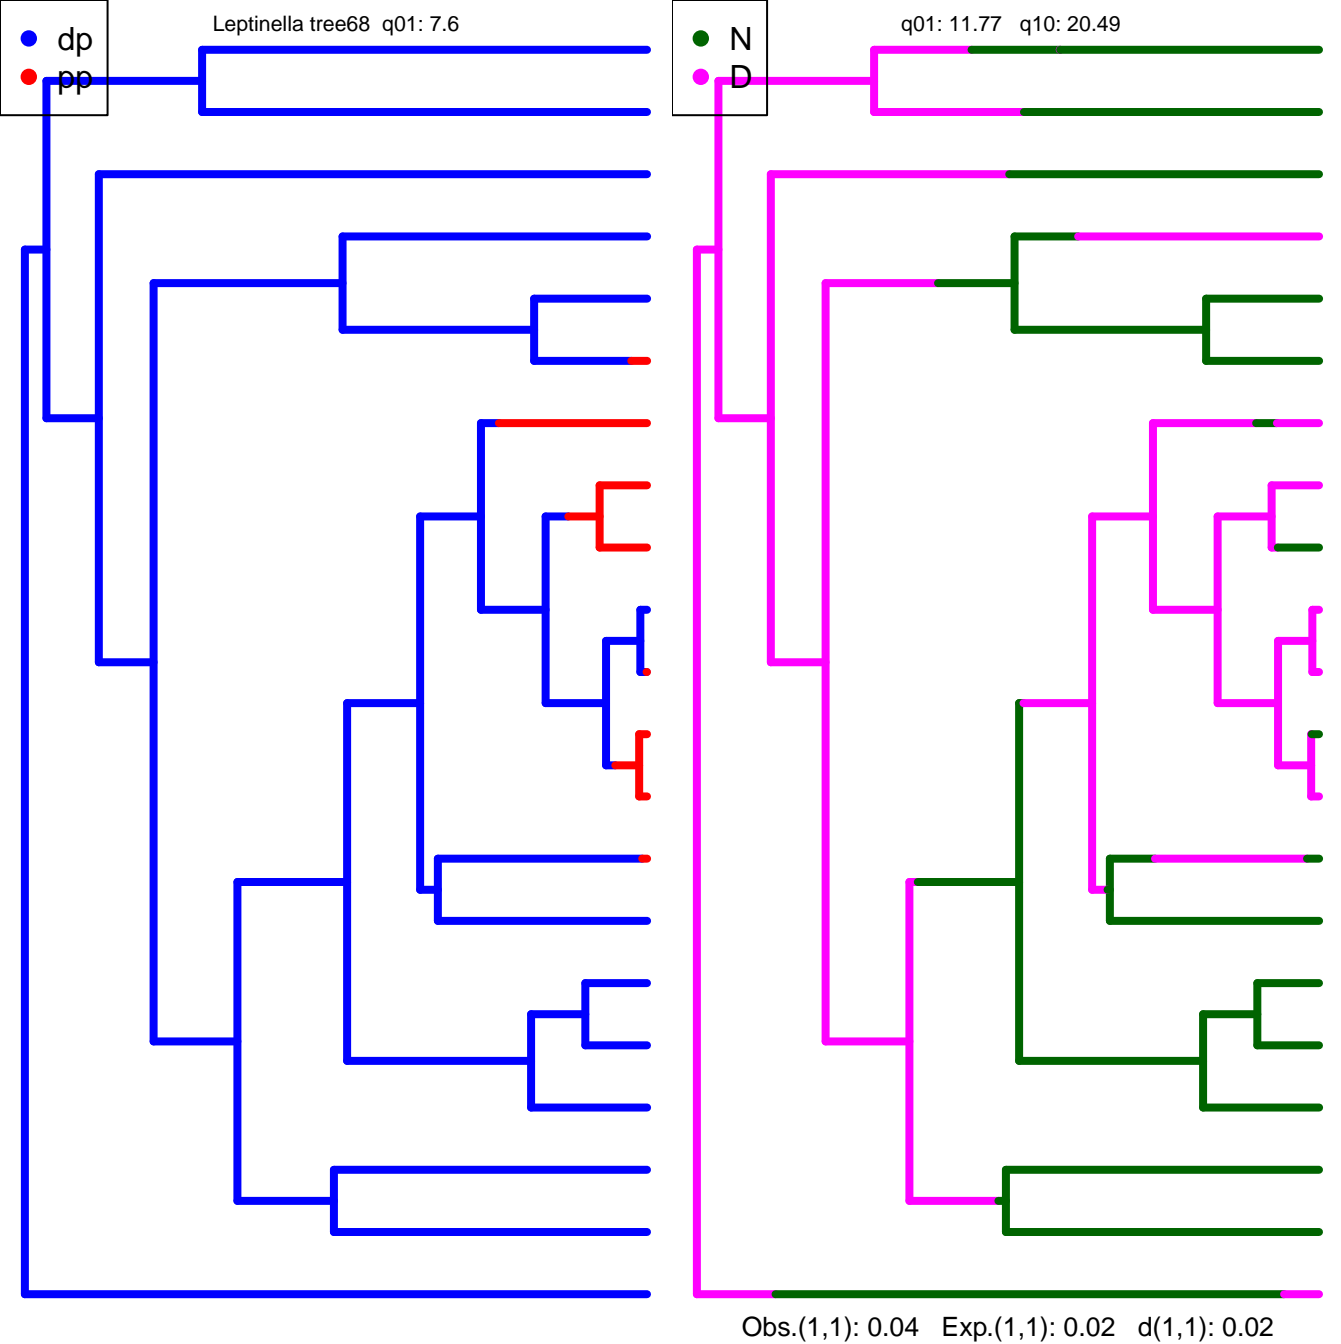 Leptinella tree68 q01: 7.6
dp
pp
q01: 11.77 q10: 20.49
N
D
Obs.(1,1): 0.04 Exp.(1,1): 0.02 d(1,1): 0.02